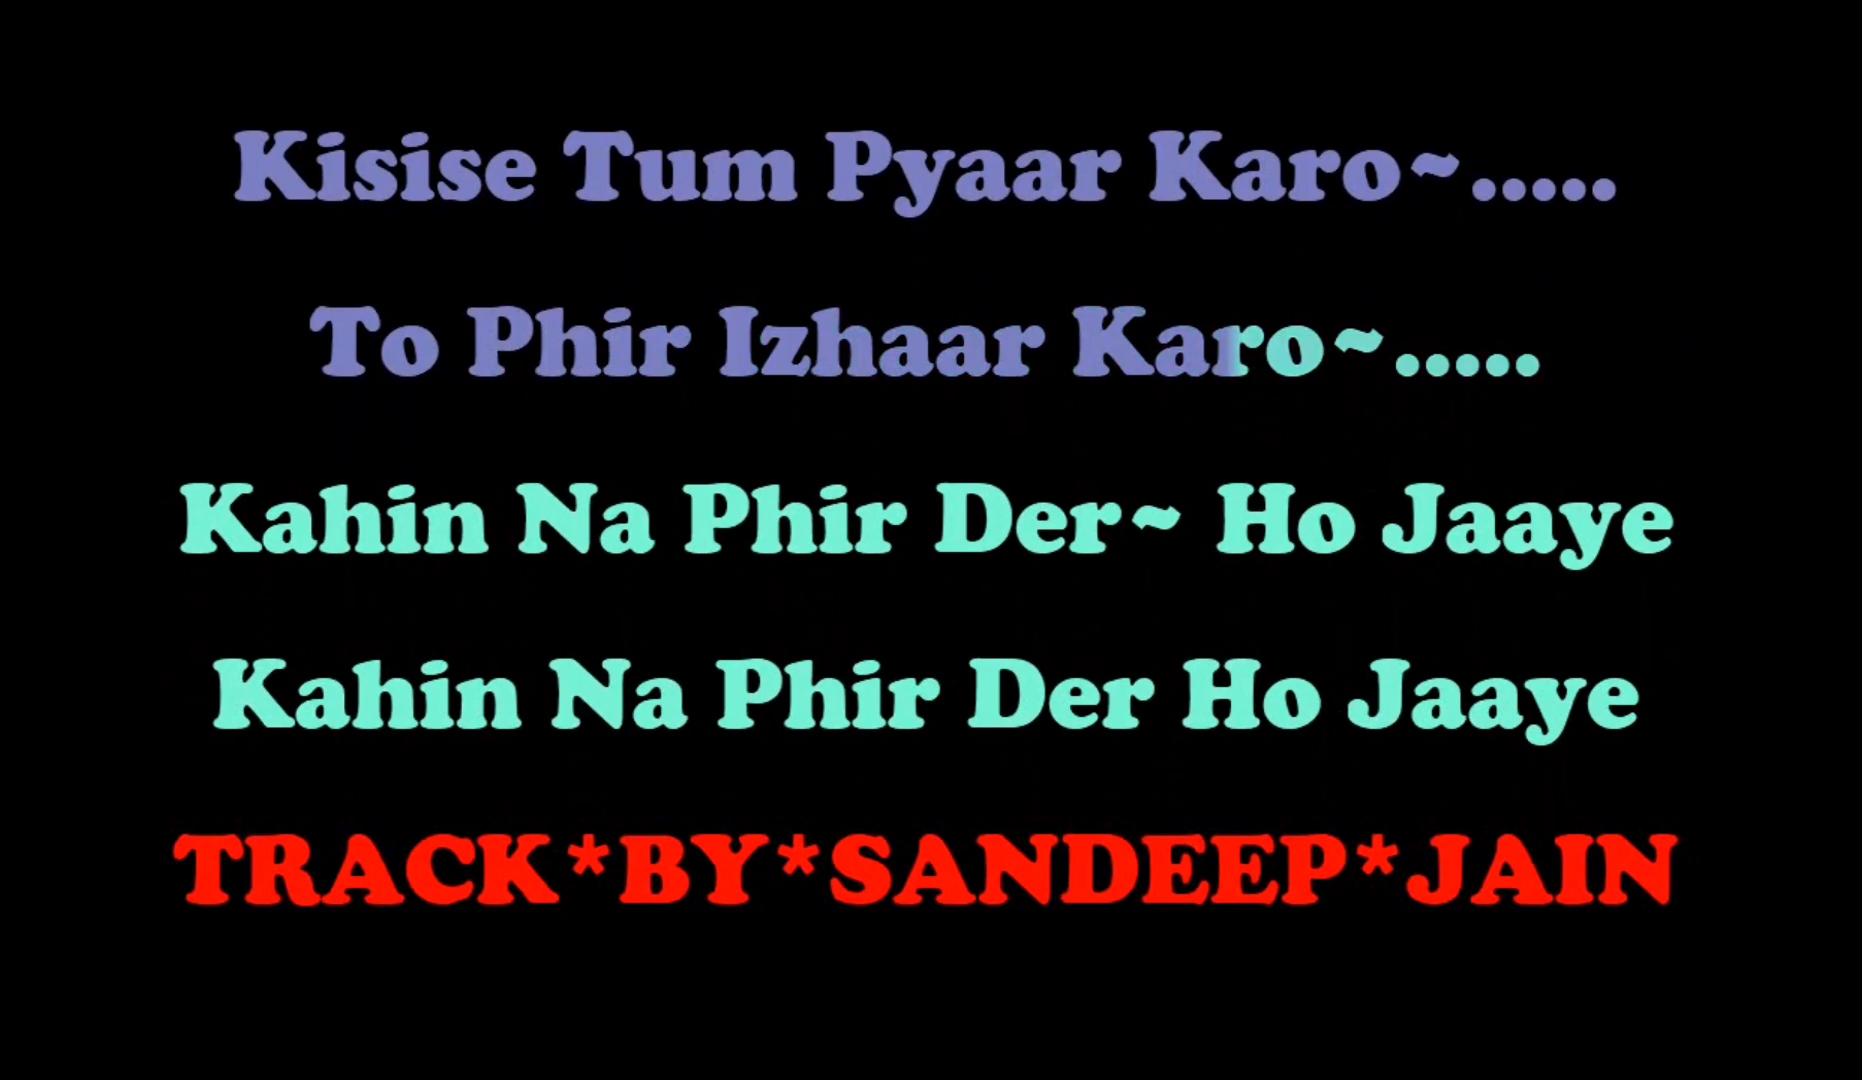 Kisise Tum Pyaar Karo~.....
To Phir Izhaar Karo~.....
Kahin Na Phir Der~ Ho Jaaye
Kahin Na Phir Der Ho Jaaye
TRACK*BY*SANDEEP*JAIN